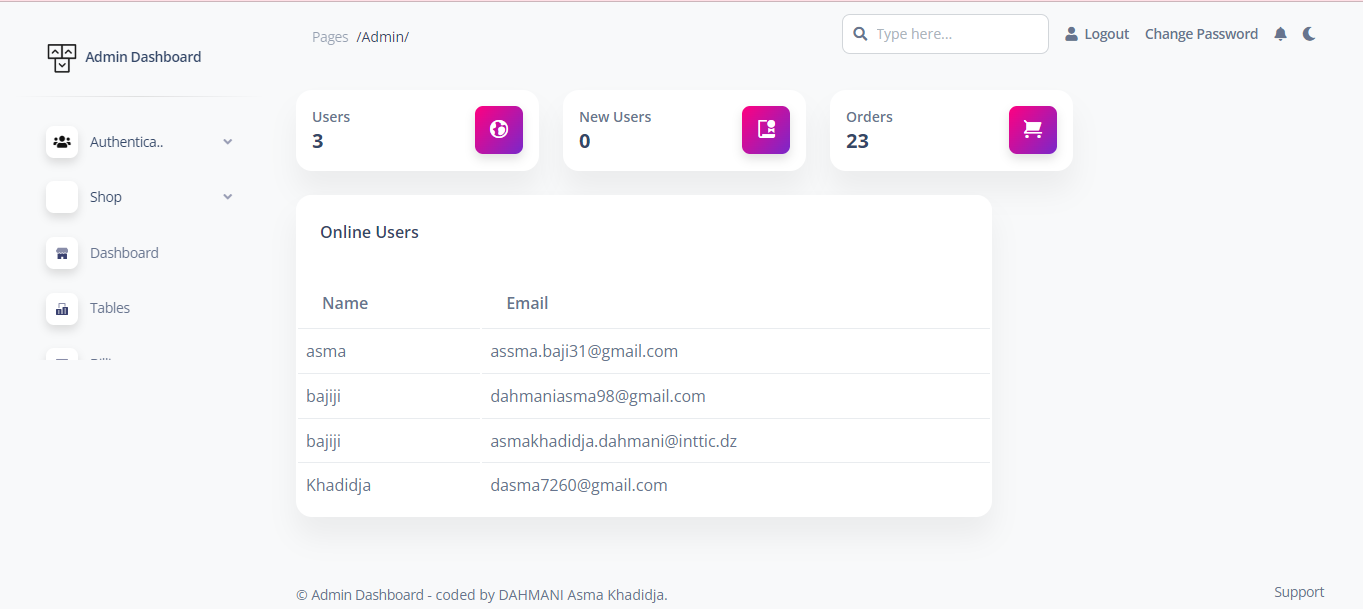 Admin Dashboard
Authentica..
Shop
Dashboard
Tables
Pages /Admin/
Type here...
Logout
Change Password
Users
3
New Users
0
Orders
23
Online Users
Name Email
asma assma.baji31@gmail.com
bajiji dahmaniasma98@gmail.com
bajiji asmakhadidja.dahmani@inttic.dz
Khadidja dasma7260@gmail.com
© Admin Dashboard - coded by DAHMANI Asma Khadidja.
Support